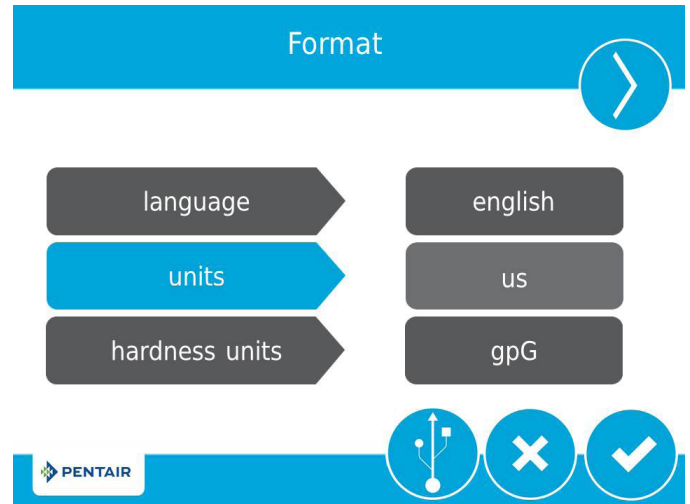 Format
language
english
units
us
hardness units
gpG
PENTAIR